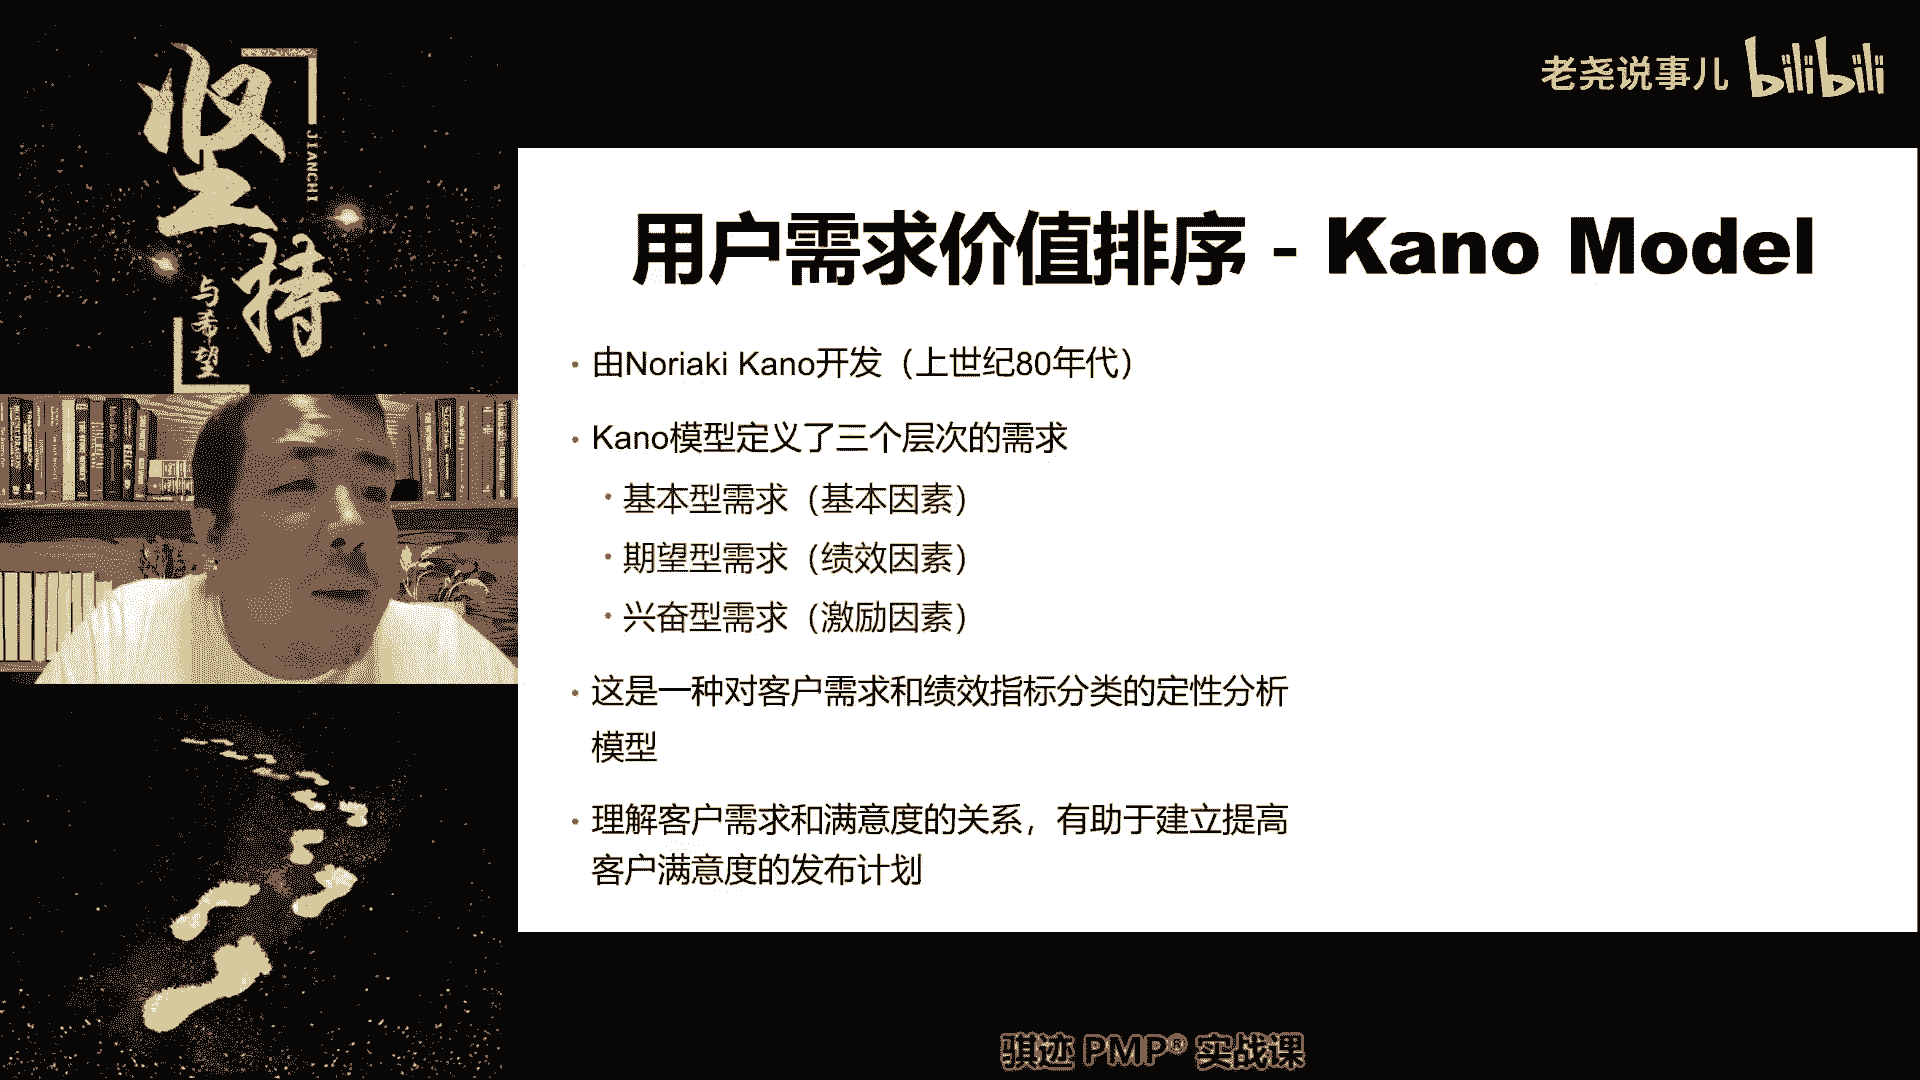 坚持
JIANCHI
与希望
老尧说事儿 bilibili
用户需求价值排序 - Kano Model
· 由Noriaki Kano开发（上世纪80年代）
· Kano模型定义了三个层次的需求
· 基本型需求（基本因素）
· 期望型需求（绩效因素）
· 兴奋型需求（激励因素）
· 这是一种对客户需求和绩效指标分类的定性分析
模型
· 理解客户需求和满意度的关系，有助于建立提高
客户满意度的发布计划
骐迹 PMP® 实战课